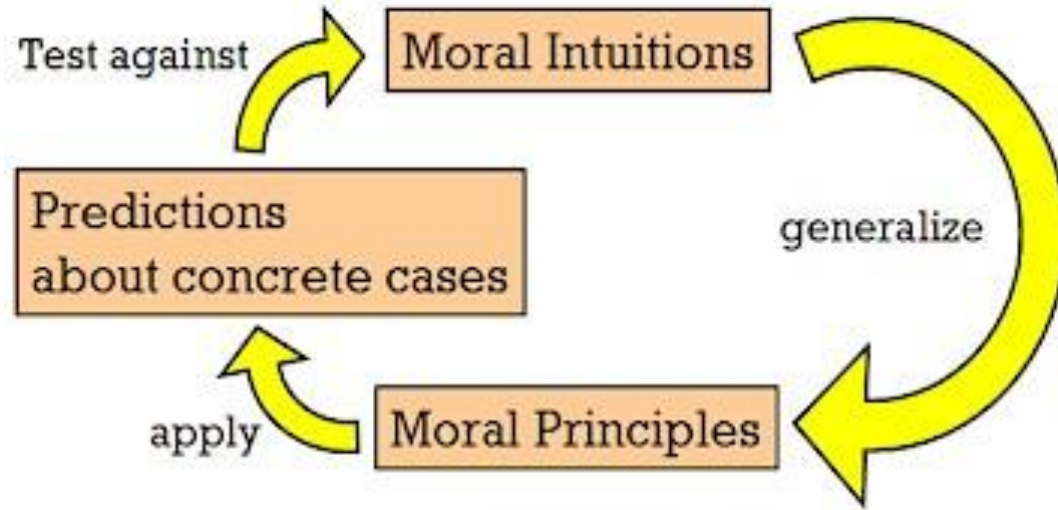 Test against
Moral Intuitions
generalize
Predictions
about concrete cases
apply
Moral Principles